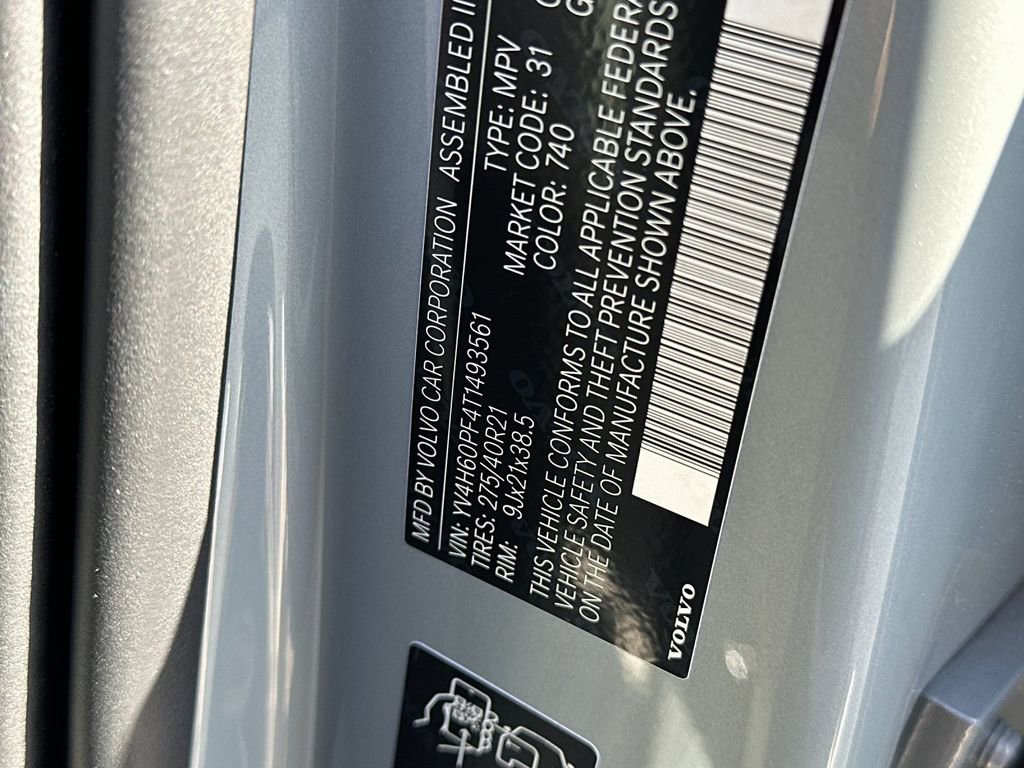 MFD BY VOLVO CAR CORPORATION ASSEMBLED
VIN: YV4H60PF4T1493561 TYPE: MPV
TIRES: 275/40R21 MARKET CODE: 31
RIM: 9Jx21x38.5 COLOR: 740
THIS VEHICLE CONFORMS TO ALL APPLICABLE
VEHICLE SAFETY AND THEFT PREVENTION STANDARDS
ON THE DATE OF MANUFACTURE SHOWN ABOVE.
VOLVO